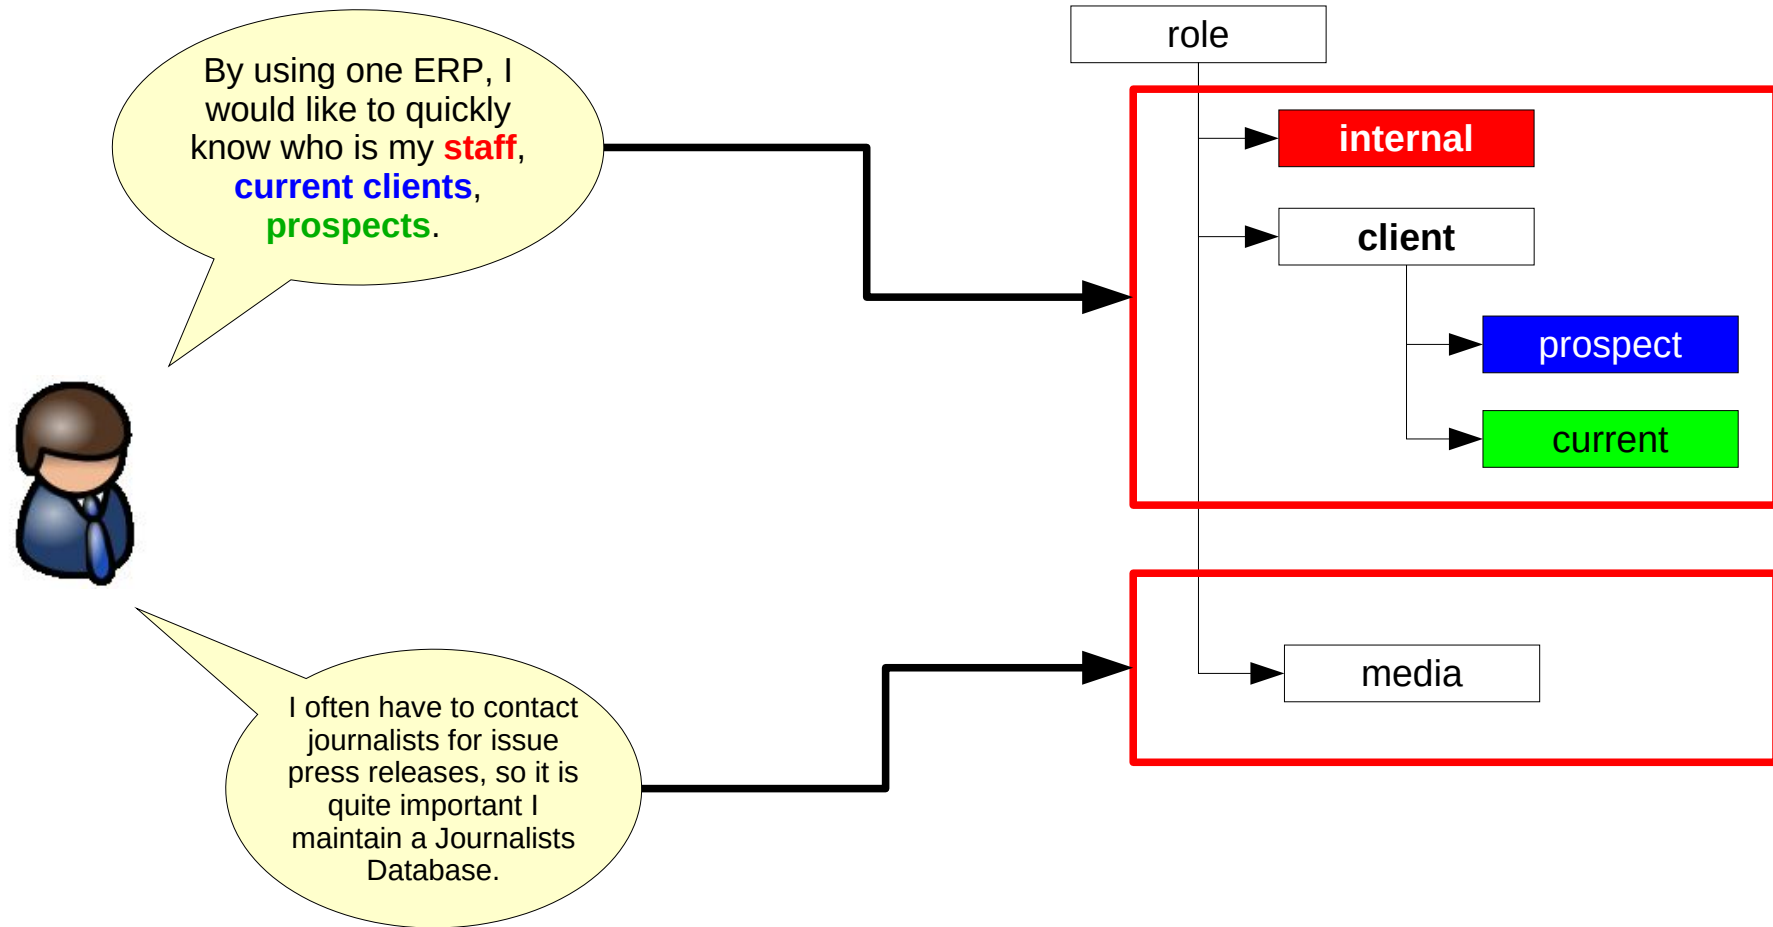 By using one ERP, I
would like to quickly
know who is my staff,
current clients,
prospects.
role
internal
client
prospect
current
media
I often have to contact
journalists for issue
press releases, so it is
quite important I
maintain a Journalists
Database.